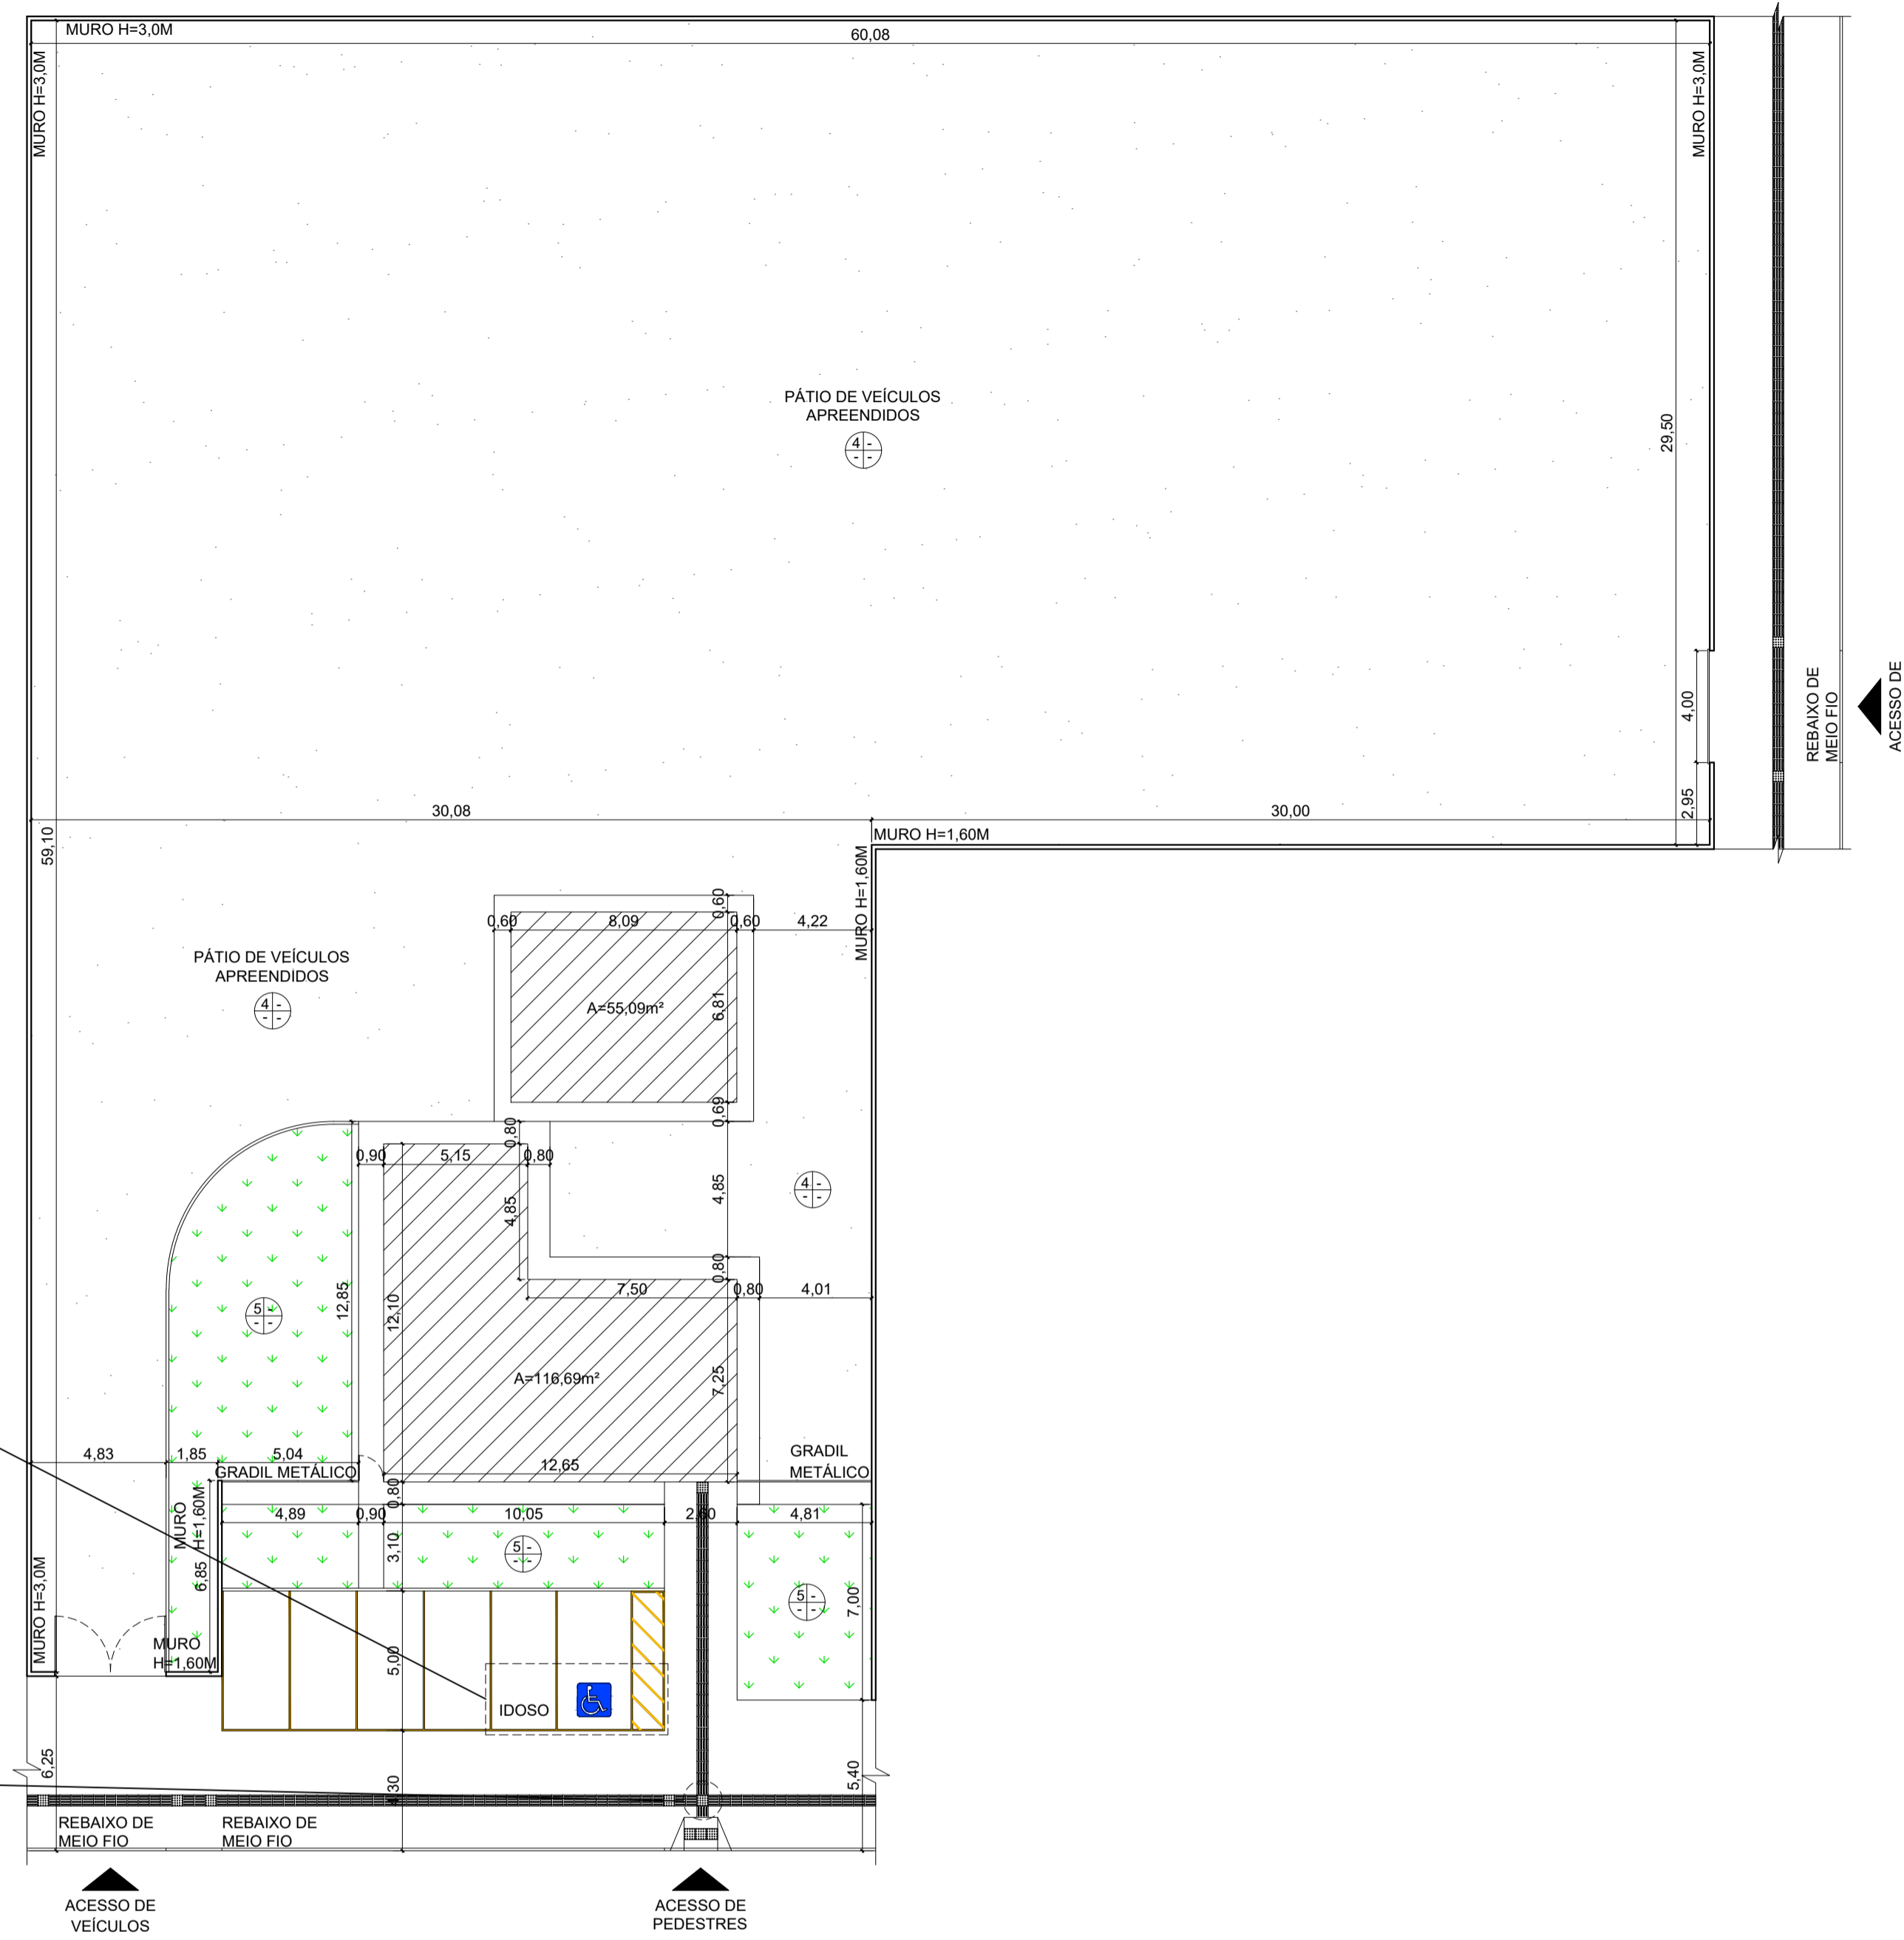 MURO H=3,0M
60,08
MURO H=3,0M
MURO H=3,0M
PÁTIO DE VEÍCULOS
APREENDIDOS
4 -
- -
29,50
4,00
REBAIXO DE
MEIO FIO
ACESSO DE
2,95
30,08
30,00
MURO H=1,60M
59,10
MURO H=1,60M
0,60
0,60
8,09
0,60
4,22
PÁTIO DE VEÍCULOS
APREENDIDOS
4 -
- -
A=55,09m²
6,81
0,69
0,80
0,90
5,15
0,80
4,85
4,85
4 -
- -
0,80
7,50
0,80
4,01
5 -
- -
12,85
12,10
A=116,69m²
7,25
4,83
1,85
5,04
GRADIL METÁLICO
12,65
GRADIL
METÁLICO
0,80
MURO
H=1,60M
4,89
0,90
10,05
2,60
4,81
3,10
5 -
- -
6,85
5 -
- -
7,00
MURO H=3,0M
MURO
H=1,60M
5,00
IDOSO
6,25
4,30
5,40
REBAIXO DE
MEIO FIO
REBAIXO DE
MEIO FIO
ACESSO DE
VEÍCULOS
ACESSO DE
PEDESTRES